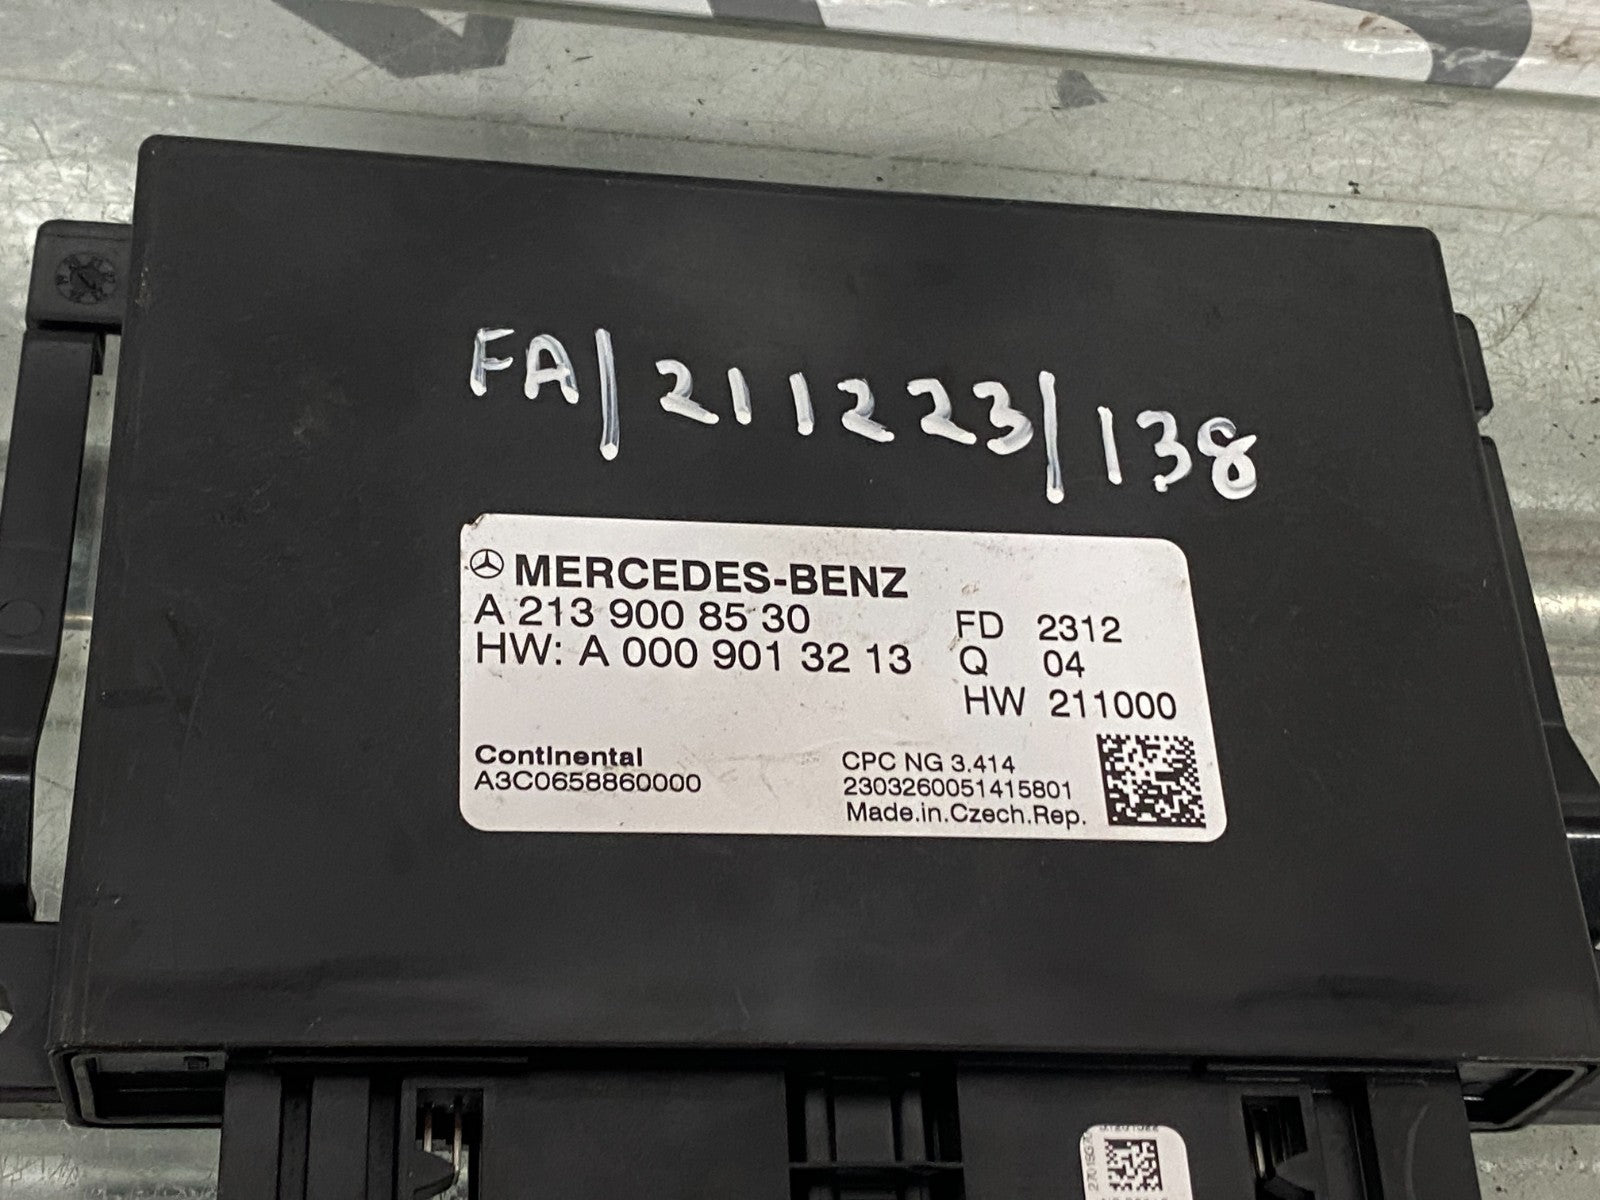 FA/211223/138
MERCEDES-BENZ
A 213 900 85 30
HW: A 000 901 32 13
FD 2312
Q 04
HW 211000
Continental
A3C0658860000
CPC NG 3.414
2303260051415801
Made.in.Czech.Rep.